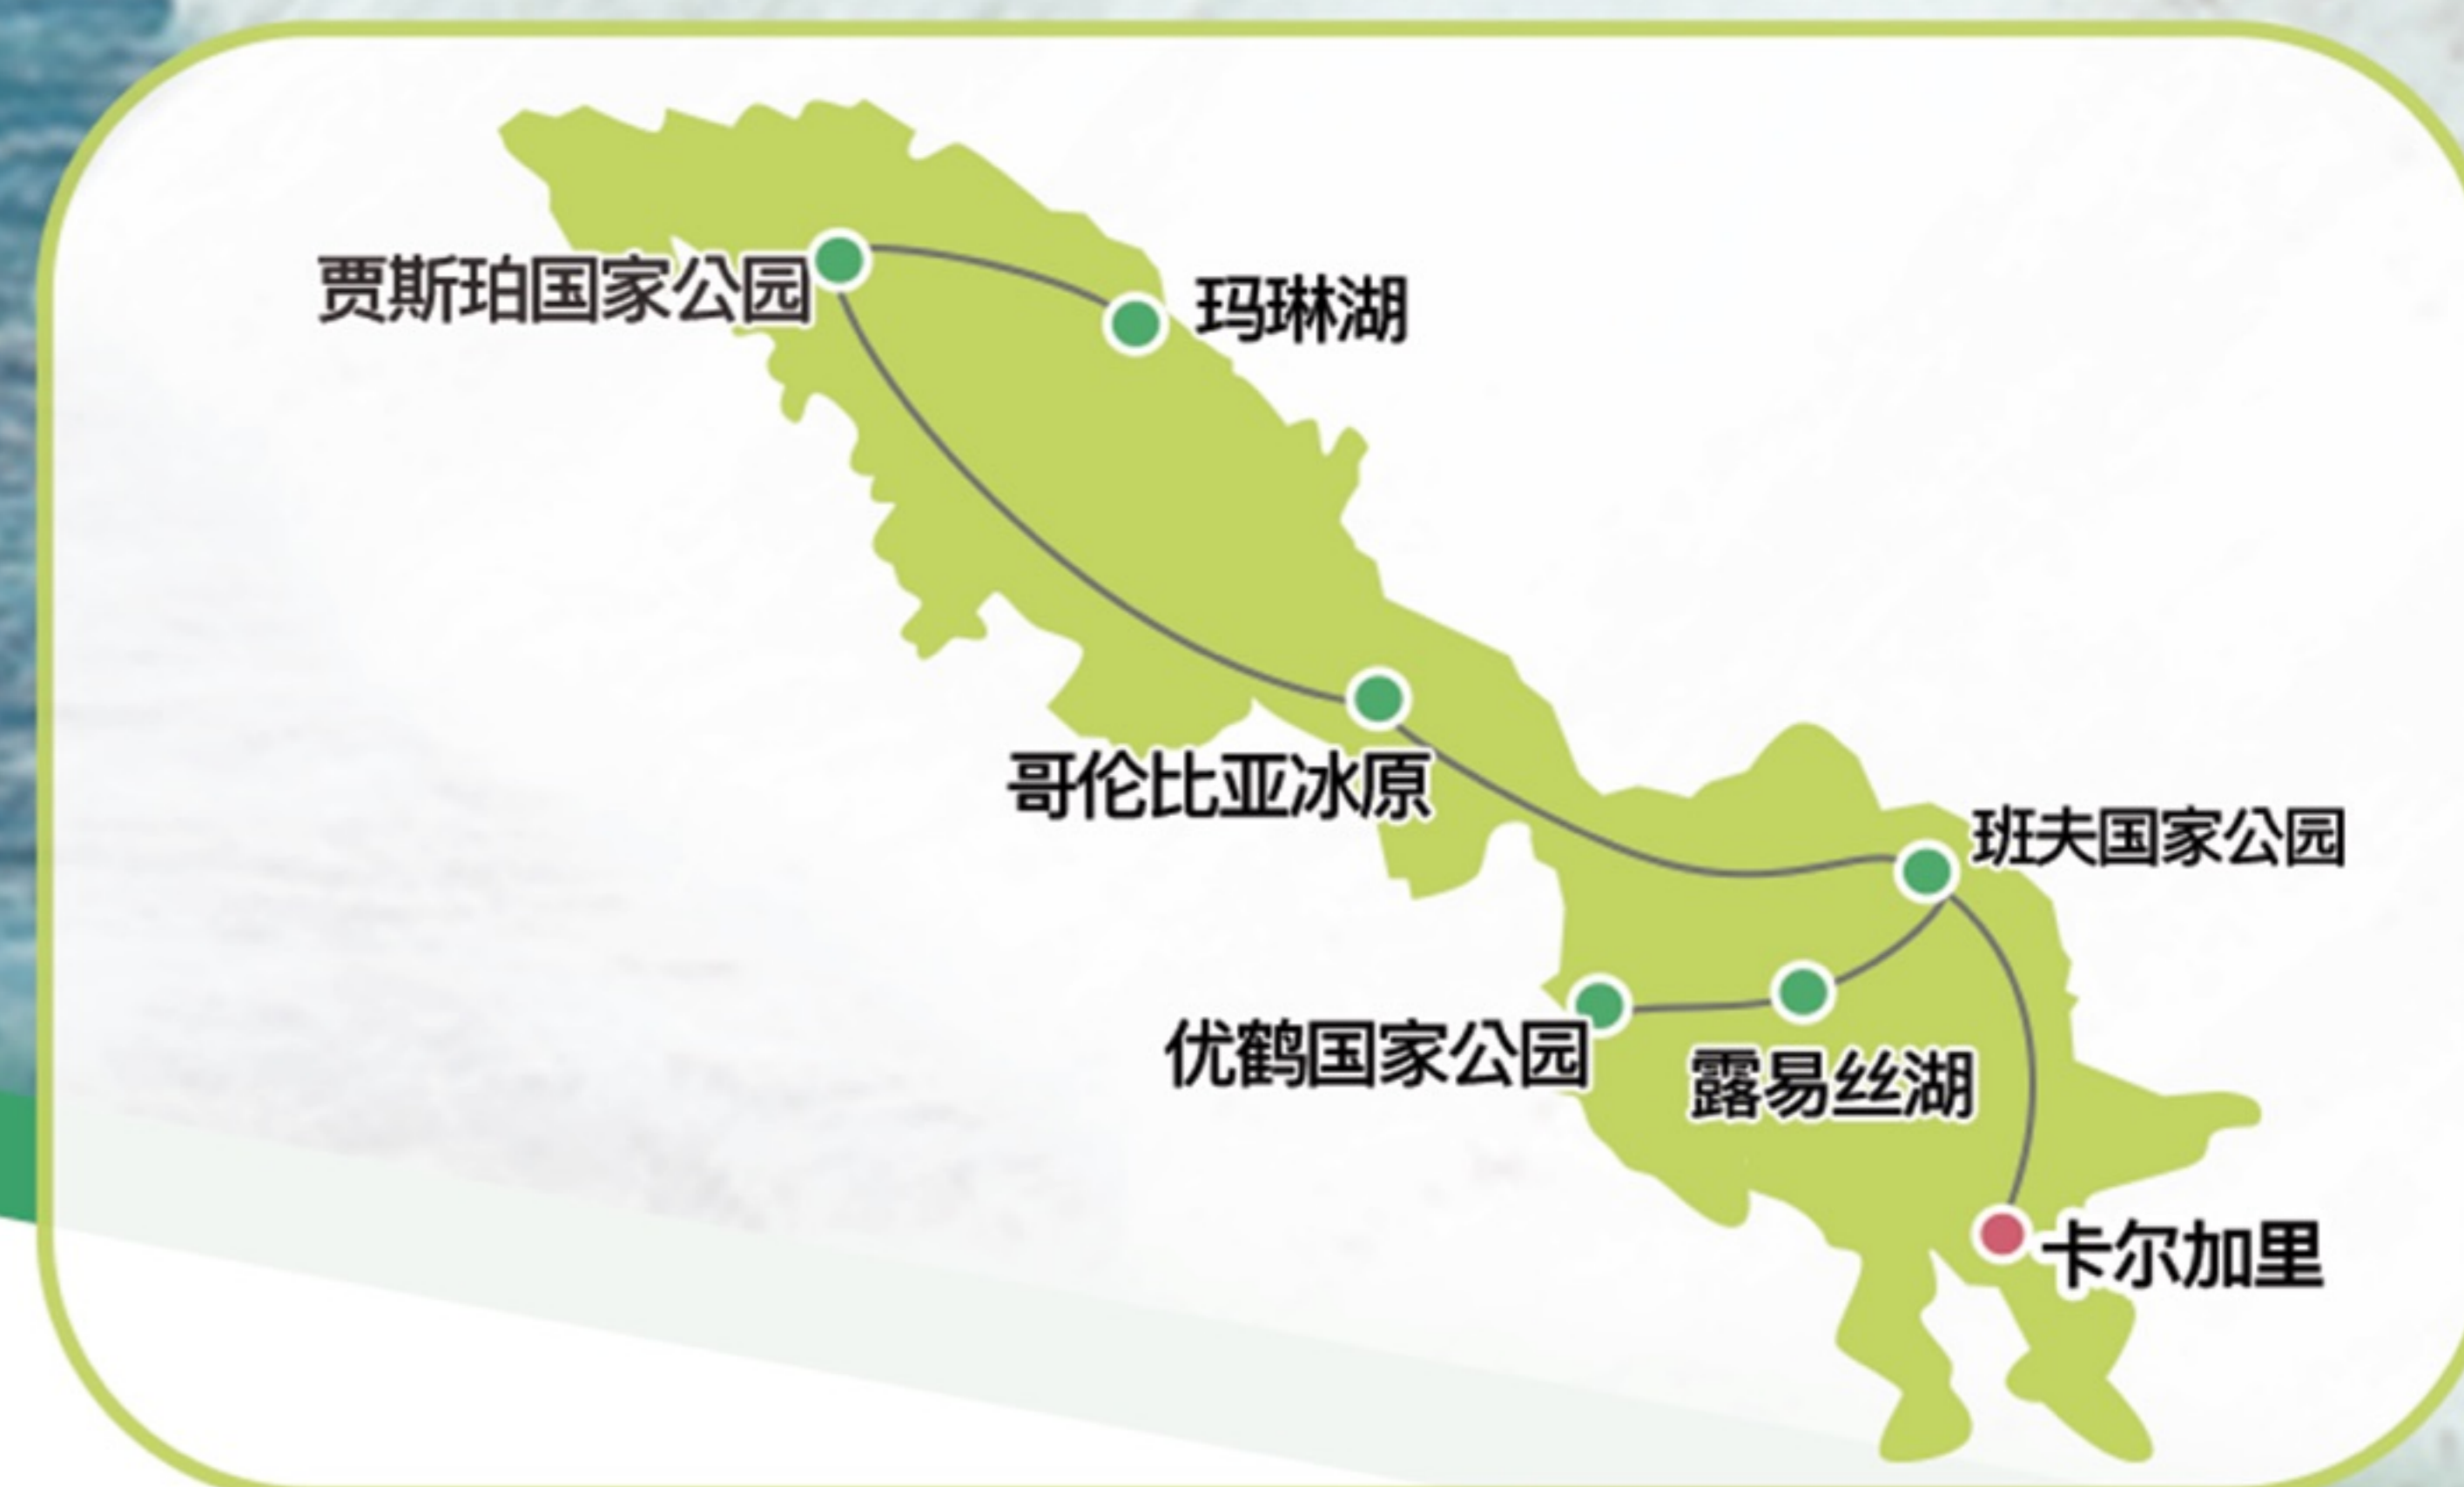 贾斯珀国家公园
玛琳湖
哥伦比亚冰原
班夫国家公园
优鹤国家公园
露易丝湖
卡尔加里